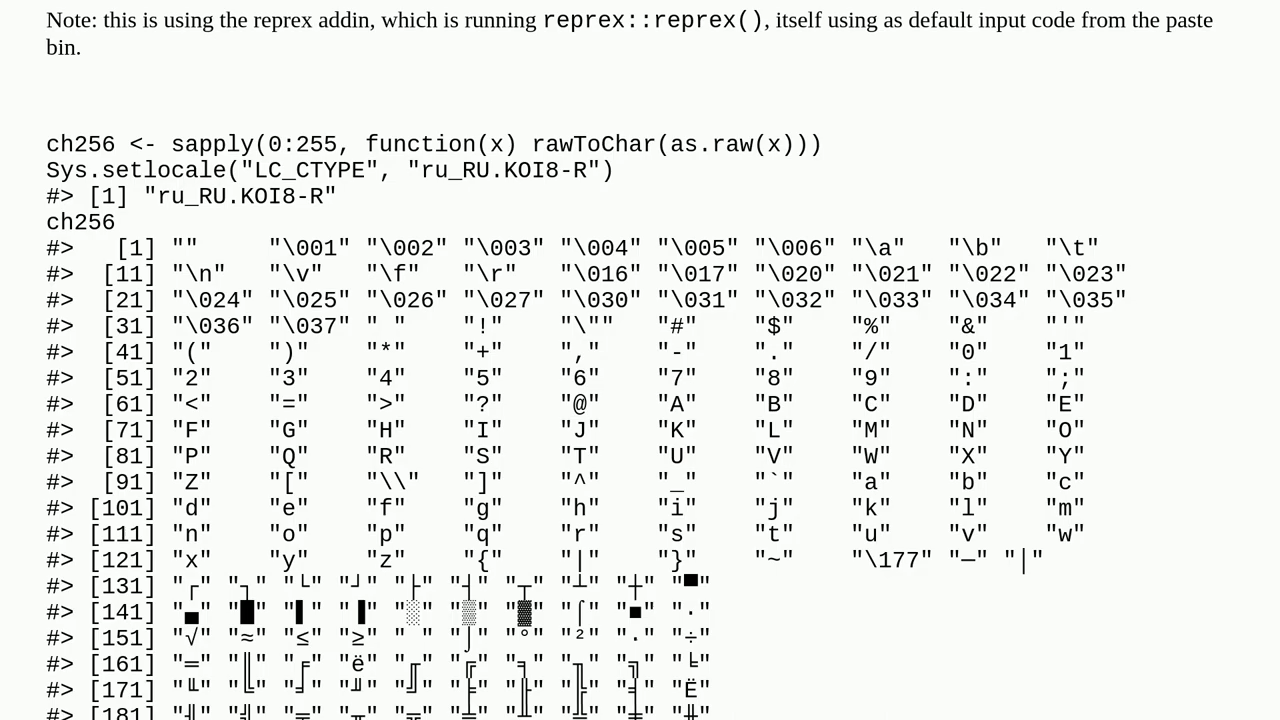 Note: this is using the reprex addin, which is running reprex::reprex(), itself using as default input code from the paste
bin.
ch256 <- sapply(0:255, function(x) rawToChar(as.raw(x)))
Sys.setlocale("LC_CTYPE", "ru_RU.KOI8-R")
#> [1] "ru_RU.KOI8-R"
ch256
#>   [1] ""     "\001" "\002" "\003" "\004" "\005" "\006" "\a"   "\b"   "\t"
#>  [11] "\n"   "\v"   "\f"   "\r"   "\016" "\017" "\020" "\021" "\022" "\023"
#>  [21] "\024" "\025" "\026" "\027" "\030" "\031" "\032" "\033" "\034" "\035"
#>  [31] "\036" "\037" " "    "!"    "\""   "#"    "$"    "%"    "&"    "'"
#>  [41] "("    ")"    "*"    "+"    ","    "-"    "."    "/"    "0"    "1"
#>  [51] "2"    "3"    "4"    "5"    "6"    "7"    "8"    "9"    ":"    ";"
#>  [61] "<"    "="    ">"    "?"    "@"    "A"    "B"    "C"    "D"    "E"
#>  [71] "F"    "G"    "H"    "I"    "J"    "K"    "L"    "M"    "N"    "O"
#>  [81] "P"    "Q"    "R"    "S"    "T"    "U"    "V"    "W"    "X"    "Y"
#>  [91] "Z"    "["    "\\"   "]"    "^"    "_"    "`"    "a"    "b"    "c"
#> [101] "d"    "e"    "f"    "g"    "h"    "i"    "j"    "k"    "l"    "m"
#> [111] "n"    "o"    "p"    "q"    "r"    "s"    "t"    "u"    "v"    "w"
#> [121] "x"    "y"    "z"    "{"    "|"    "}"    "~"    "\177" "─" "│"
#> [131] "┌" "┐" "└" "┘" "├" "┤" "┬" "┴" "┼" "▀"
#> [141] "▄" "█" "▌" "▐" "░" "▒" "▓" "⌠" "■" "∙"
#> [151] "√" "≈" "≤" "≥" " " "⌡" "°" "²" "·" "÷"
#> [161] "═" "║" "╒" "ё" "╓" "╔" "╕" "╖" "╗" "╘"
#> [171] "╙" "╚" "╛" "╜" "╝" "╞" "╟" "╠" "╡" "Ё"
#> [181] "╢" "╣" "╤" "╥" "╦" "╧" "╨" "╩" "╪" "╫"